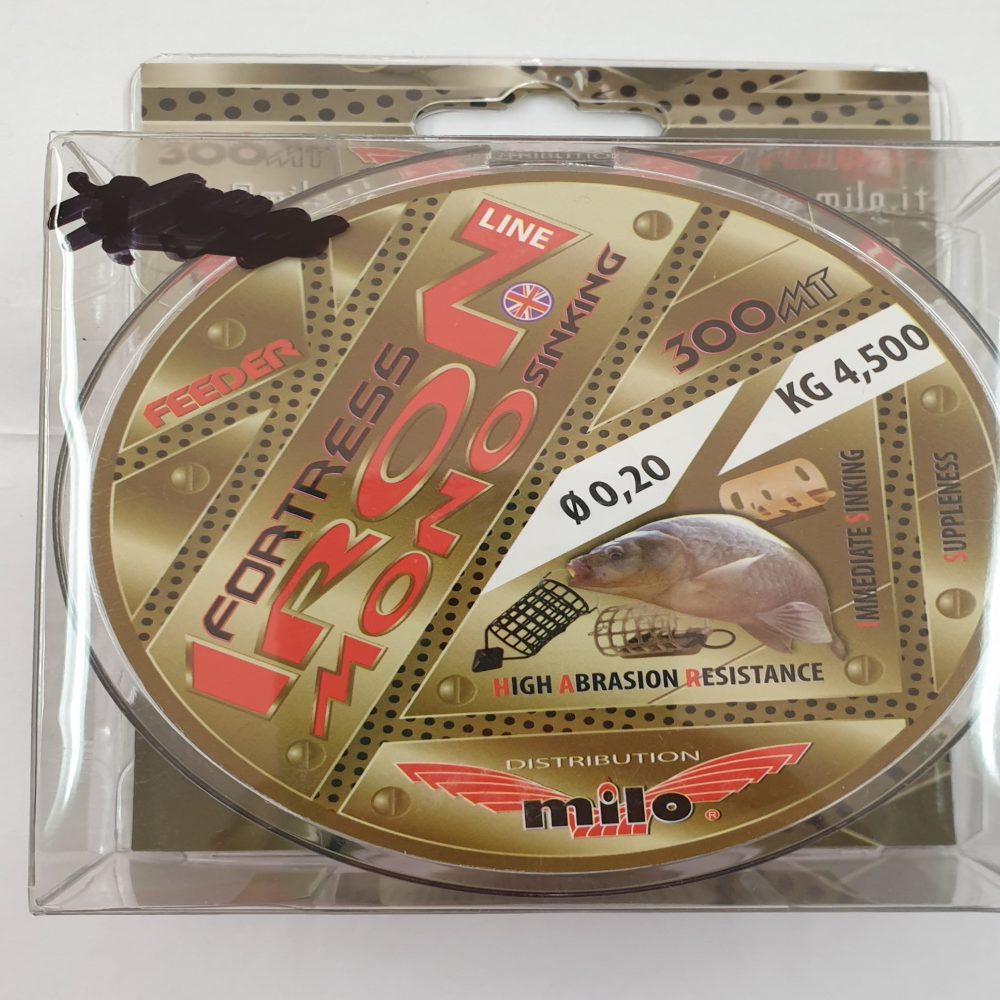 300MT
DISTRIBUTION
milo.it
FEEDER
FORTRESS
IRON
LINE
MONO SINKING
300MT
Ø 0,20
KG 4,500
IMMEDIATE SINKING
SUPPLENESS
HIGH ABRASION RESISTANCE
DISTRIBUTION
milo®